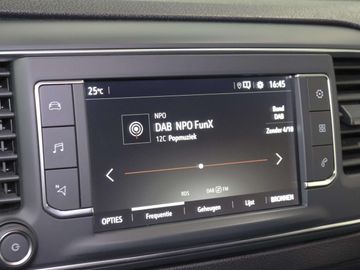 25℃ 16:45
NPO
DAB NPO FunX
12C Popmuziek
Band
DAB
Zender 4/10
RDS DAB FM
OPTIES Frequentie Geheugen Lijst BRONNEN